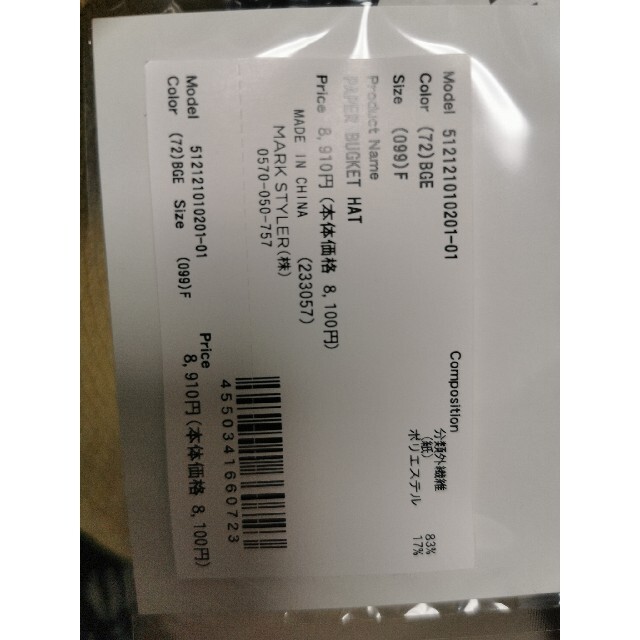 Model 512121010201-01
Color (72)BGE
Size (099)F
Composition
分類外繊維 83%
(紙)
ポリエステル 17%
Product Name
PAPER BUGKET HAT
Price 8,910円(本体価格 8,100円)
MADE IN CHINA (233057)
MARK STYLER(株)
0570-050-757
4550341660723
Model 512121010201-01
Color (72)BGE Size (099)F
Price
8,910円(本体価格 8,100円)